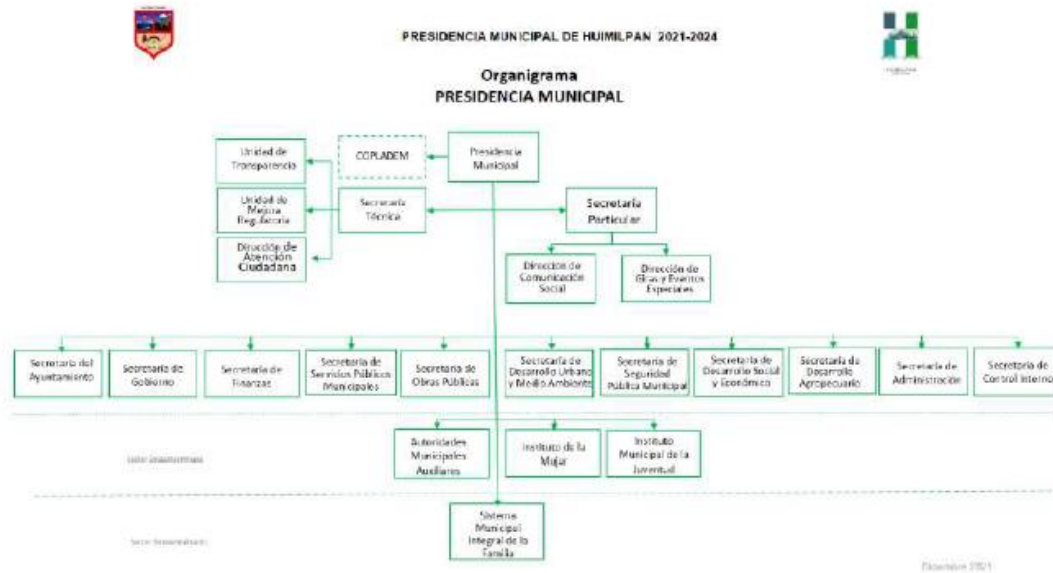 PRESIDENCIA MUNICIPAL DE HUIMILPAN 2021-2024
Organigrama
PRESIDENCIA MUNICIPAL
Unidad de
Transparencia
COPLADEM
Presidencia
Municipal
Unidad de
Mejora
Regulatoria
Secretaría
Técnica
Secretaría
Particular
Dirección de
Atención
Ciudadana
Dirección de
Comunicación
Social
Dirección de
Giras y Eventos
Especiales
Secretaría del
Ayuntamiento
Secretaría de
Gobierno
Secretaría de
Finanzas
Secretaría de
Servicios Públicos
Municipales
Secretaría de
Obras Públicas
Secretaría de
Desarrollo Urbano
y Medio Ambiente
Secretaría de
Seguridad
Pública Municipal
Secretaría de
Desarrollo Social
y Económico
Secretaría de
Desarrollo
Agropecuario
Secretaría de
Administración
Secretaría de
Control Interno
Autoridades
Municipales
Auxiliares
Instituto de la
Mujer
Instituto
Municipal de la
Juventud
Sistema
Municipal
Integral de la
Familia
Diciembre 2021